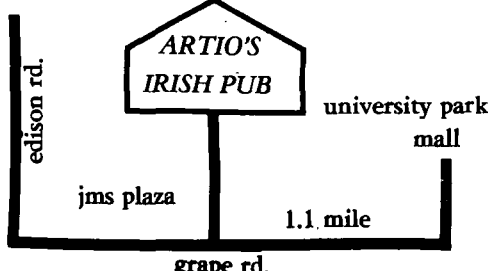 ARTIO'S
IRISH PUB
edison rd.
university park
mall
jms plaza
1.1 mile
grape rd.